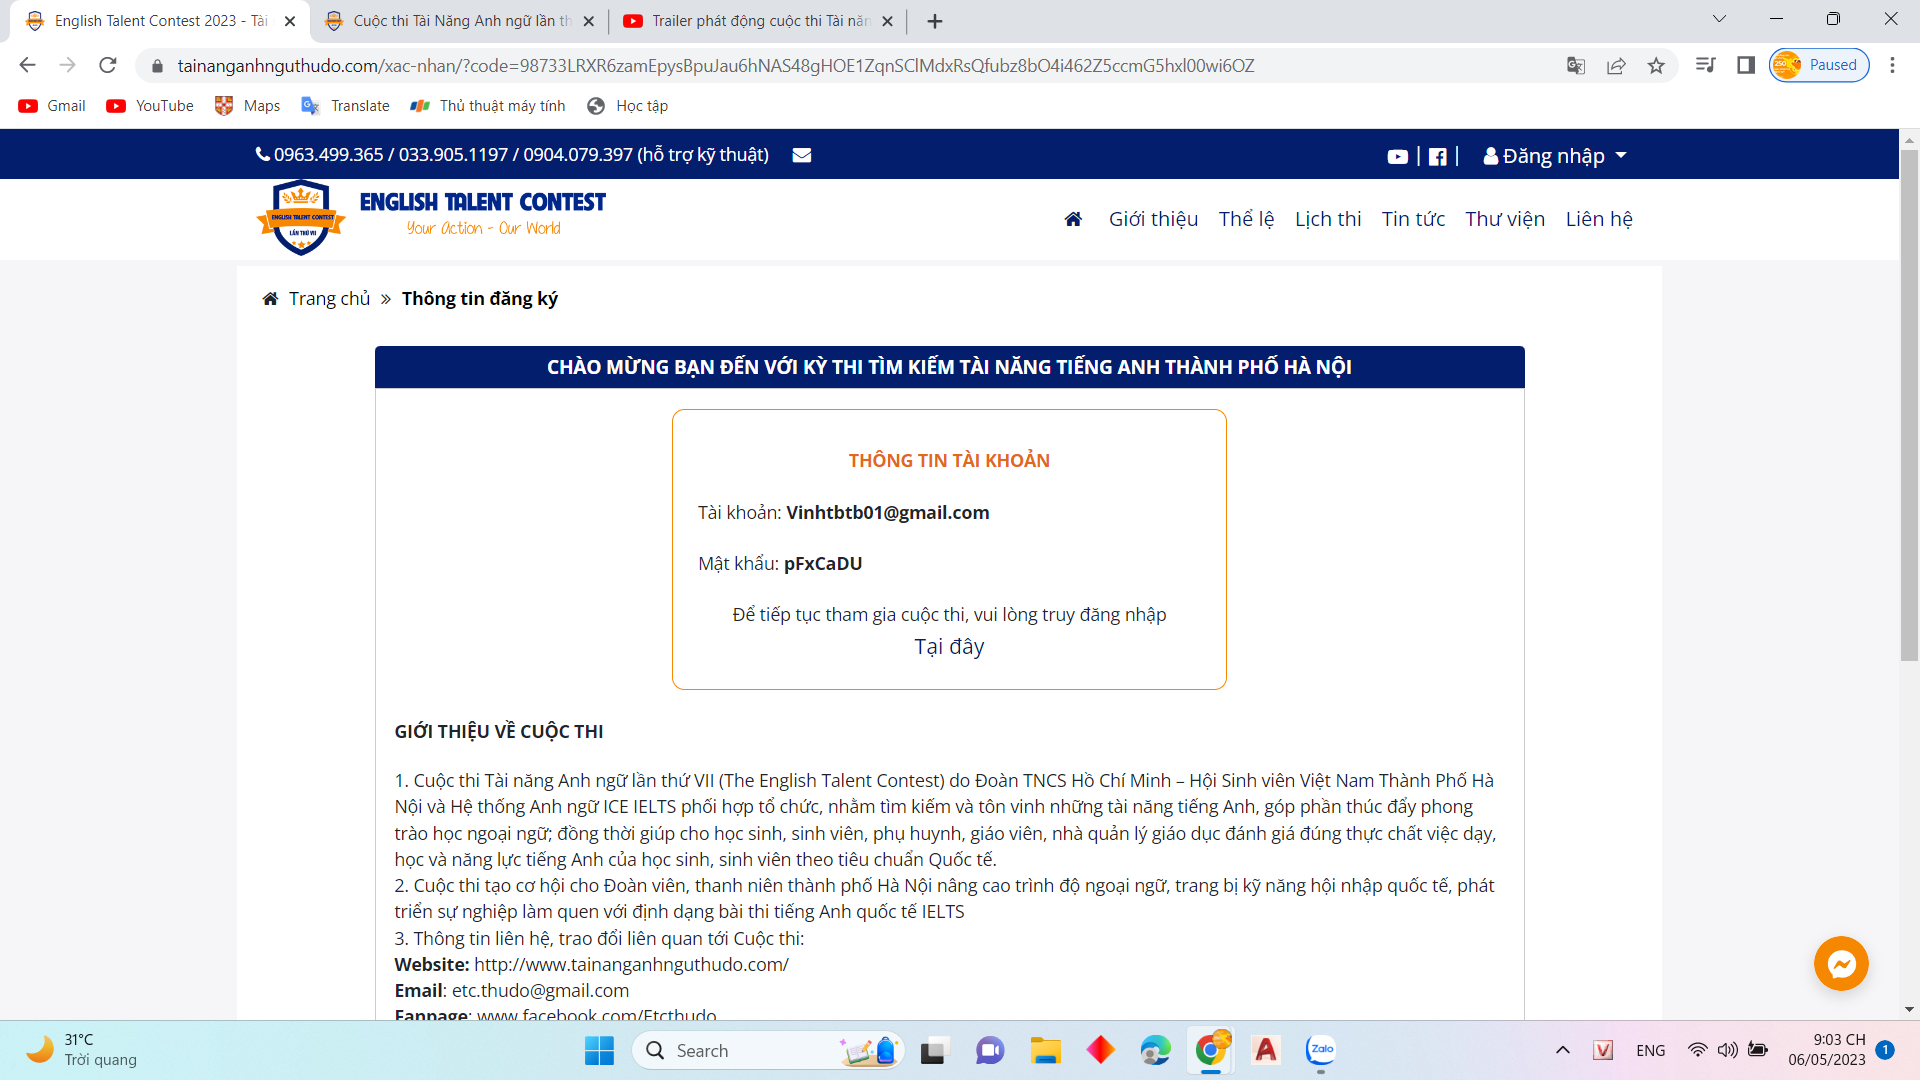 English Talent Contest 2023 - Tài
Cuộc thi Tài Năng Anh ngữ lần th
Trailer phát động cuộc thi Tài năn
tainanganhnguthudo.com/xac-nhan/?code=98733LRXR6zamEpysBpuJau6hNAS48gHOE1ZqnSClMdxRsQfubz8bO4i462Z5ccmG5hxl00wi6OZ
Paused
Gmail YouTube Maps Translate Thủ thuật máy tính Học tập
0963.499.365 / 033.905.1197 / 0904.079.397 (hỗ trợ kỹ thuật)
| | Đăng nhập
ENGLISH TALENT CONTEST
LẦN THỨ VII
ENGLISH TALENT CONTEST
Your Action - Our World
Giới thiệu Thể lệ Lịch thi Tin tức Thư viện Liên hệ
Trang chủ » Thông tin đăng ký
CHÀO MỪNG BẠN ĐẾN VỚI KỲ THI TÌM KIẾM TÀI NĂNG TIẾNG ANH THÀNH PHỐ HÀ NỘI
THÔNG TIN TÀI KHOẢN
Tài khoản: Vinhtbtb01@gmail.com
Mật khẩu: pFxCaDU
Để tiếp tục tham gia cuộc thi, vui lòng truy đăng nhập
Tại đây
GIỚI THIỆU VỀ CUỘC THI
1. Cuộc thi Tài năng Anh ngữ lần thứ VII (The English Talent Contest) do Đoàn TNCS Hồ Chí Minh – Hội Sinh viên Việt Nam Thành Phố Hà
Nội và Hệ thống Anh ngữ ICE IELTS phối hợp tổ chức, nhằm tìm kiếm và tôn vinh những tài năng tiếng Anh, góp phần thúc đẩy phong
trào học ngoại ngữ; đồng thời giúp cho học sinh, sinh viên, phụ huynh, giáo viên, nhà quản lý giáo dục đánh giá đúng thực chất việc dạy,
học và năng lực tiếng Anh của học sinh, sinh viên theo tiêu chuẩn Quốc tế.
2. Cuộc thi tạo cơ hội cho Đoàn viên, thanh niên thành phố Hà Nội nâng cao trình độ ngoại ngữ, trang bị kỹ năng hội nhập quốc tế, phát
triển sự nghiệp làm quen với định dạng bài thi tiếng Anh quốc tế IELTS
3. Thông tin liên hệ, trao đổi liên quan tới Cuộc thi:
Website: http://www.tainanganhnguthudo.com/
Email: etc.thudo@gmail.com
Fanpage: www.facebook.com/Etcthudo
31°C
Trời quang
Search
Zalo
ENG
9:03 CH
06/05/2023
1